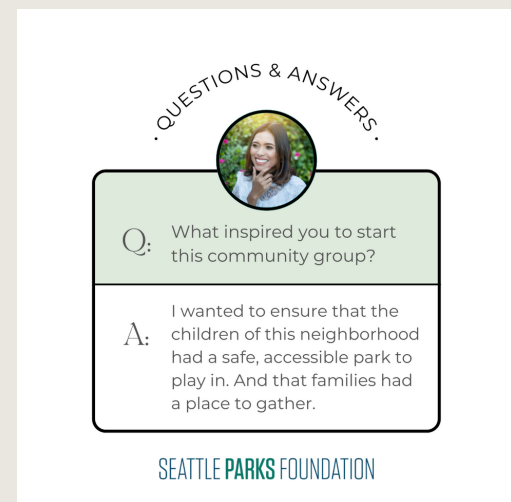 · QUESTIONS & ANSWERS ·
Q:
What inspired you to start
this community group?
A:
I wanted to ensure that the
children of this neighborhood
had a safe, accessible park to
play in. And that families had
a place to gather.
SEATTLE PARKS FOUNDATION